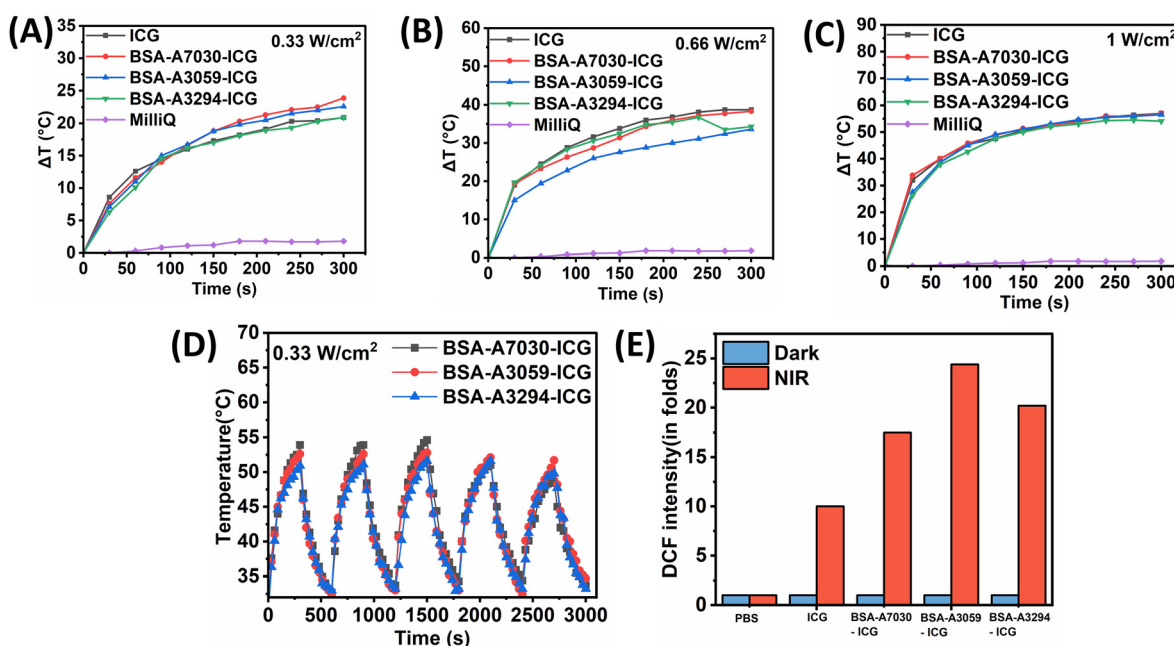 (A)
ICG
BSA-A7030-ICG
BSA-A3059-ICG
BSA-A3294-ICG
MilliQ
0.33 W/cm²
35
30
25
20
15
10
5
0
ΔT (°C)
0 50 100 150 200 250 300
Time (s)
(B)
ICG
BSA-A7030-ICG
BSA-A3059-ICG
BSA-A3294-ICG
MilliQ
0.66 W/cm²
60
50
40
30
20
10
0
ΔT (°C)
0 50 100 150 200 250 300
Time (s)
(C)
ICG
BSA-A7030-ICG
BSA-A3059-ICG
BSA-A3294-ICG
MilliQ
1 W/cm²
90
80
70
60
50
40
30
20
10
0
ΔT (°C)
0 50 100 150 200 250 300
Time (s)
(D)
0.33 W/cm²
BSA-A7030-ICG
BSA-A3059-ICG
BSA-A3294-ICG
70
65
60
55
50
45
40
35
Temperature(°C)
0 500 1000 1500 2000 2500 3000
Time (s)
(E)
Dark
NIR
25
20
15
10
5
0
DCF intensity(in folds)
PBS
ICG
BSA-A7030
- ICG
BSA-A3059
- ICG
BSA-A3294
- ICG